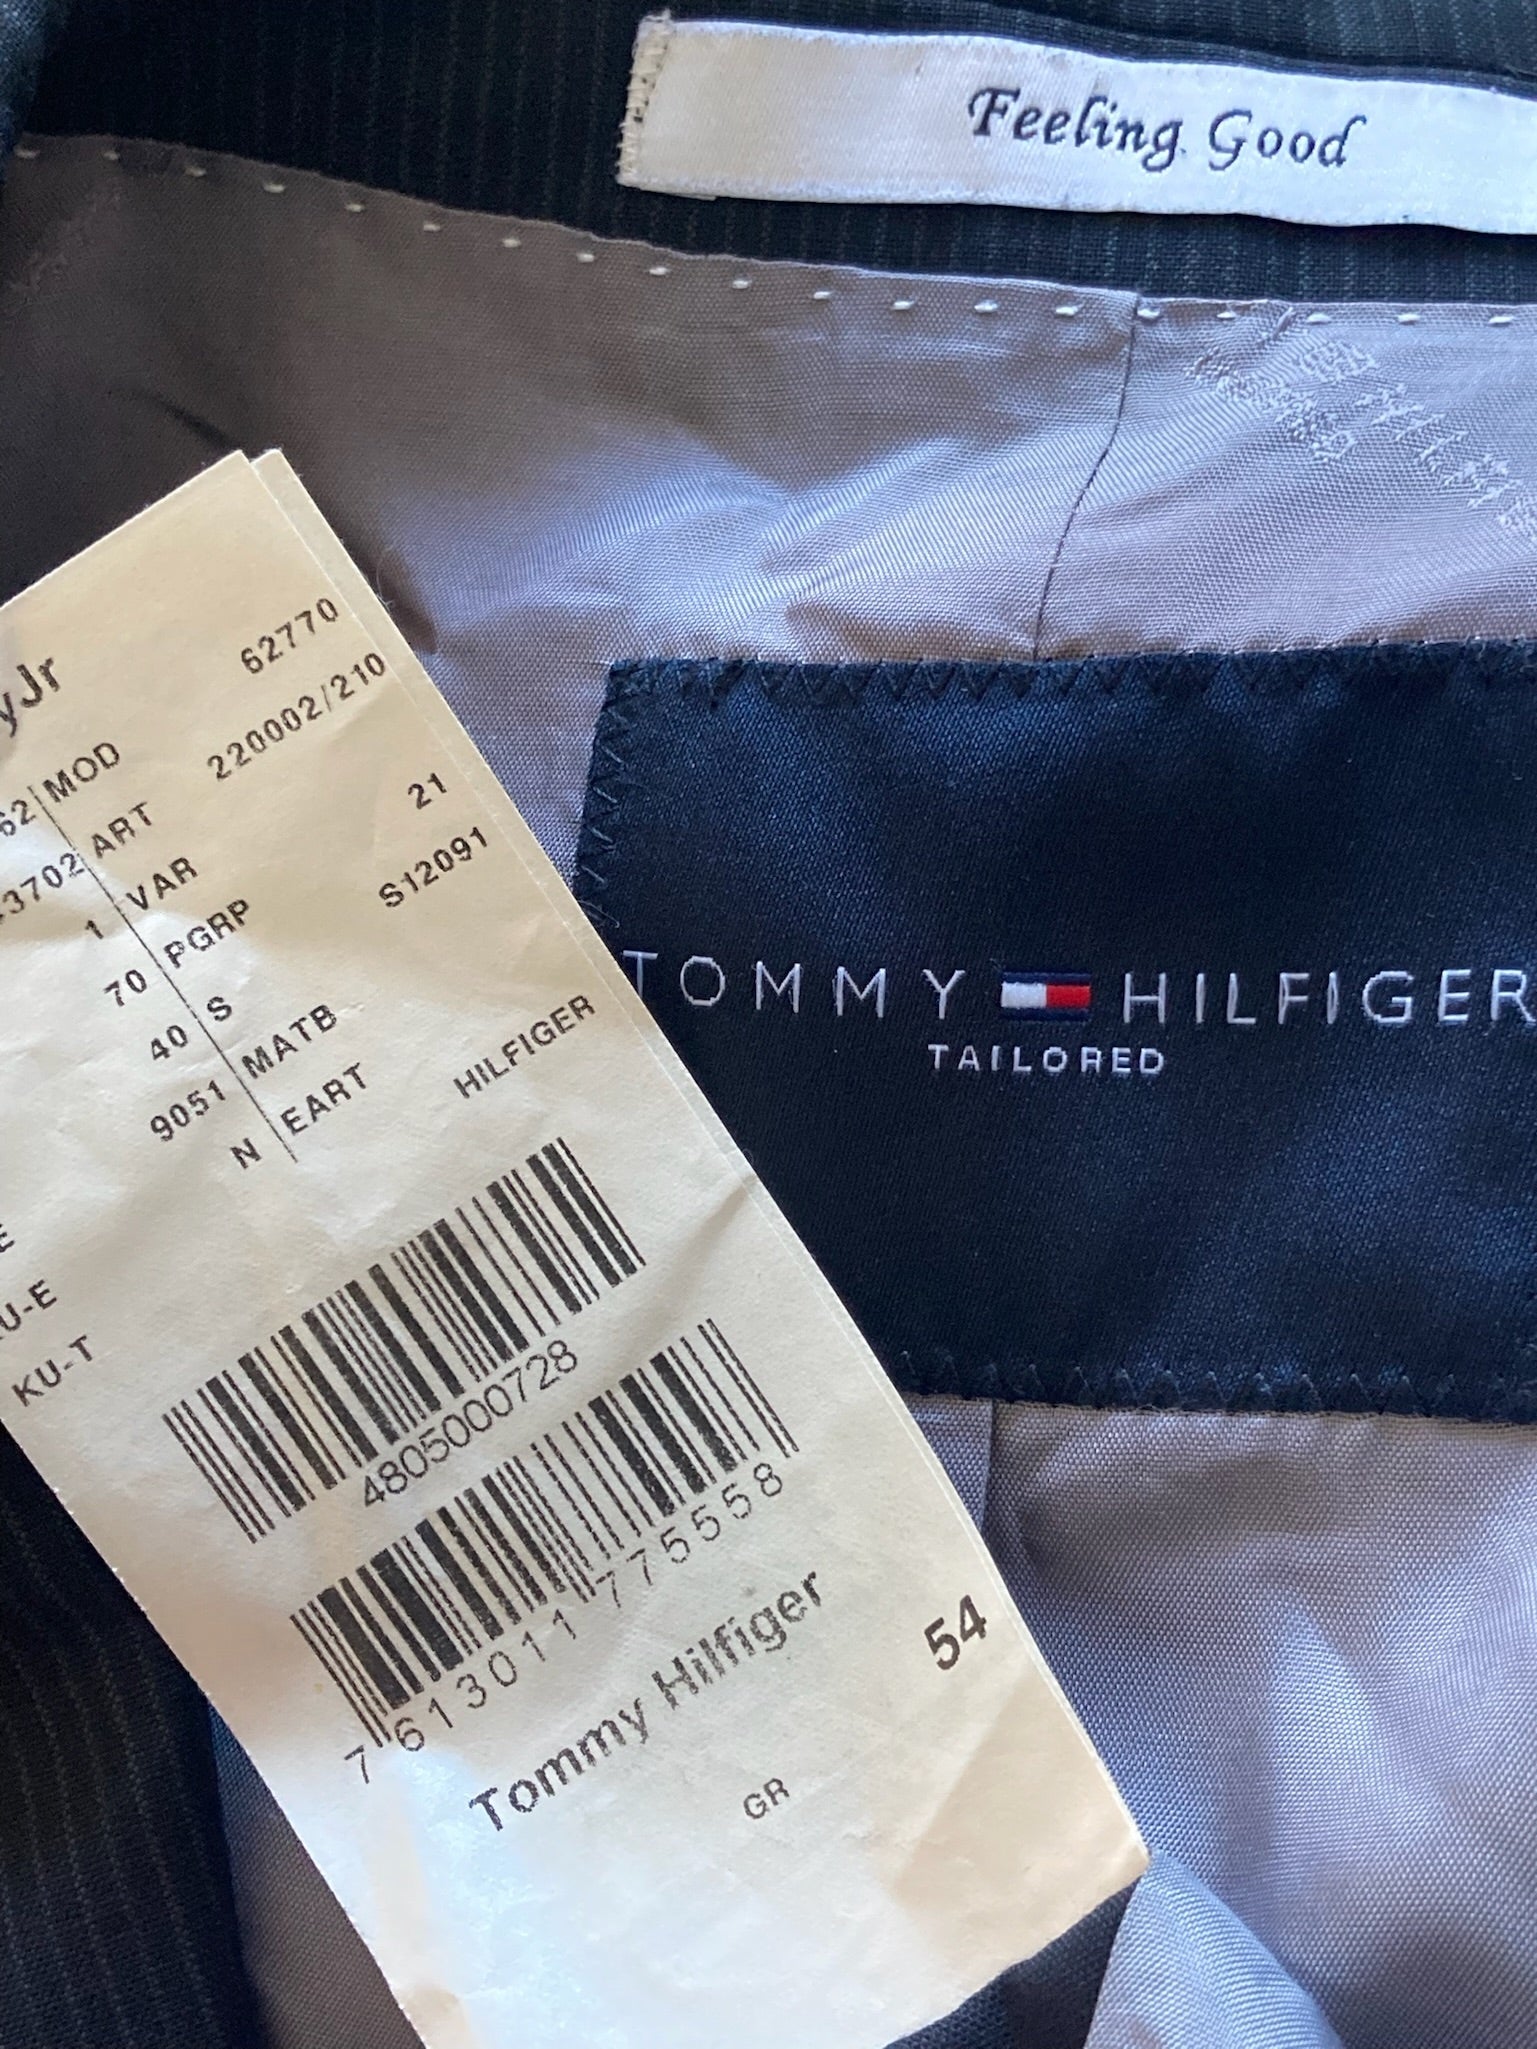 Feeling Good
TOMMY HILFIGER
TAILORED
yJr 62770
62 MOD 220002/210
3702 ART 21
1 VAR S12091
70 PGRP
40 S
9051 MATB HILFIGER
N EART
E
U-E
KU-T
4805000728
7 613011 775558
Tommy Hilfiger 54
GR